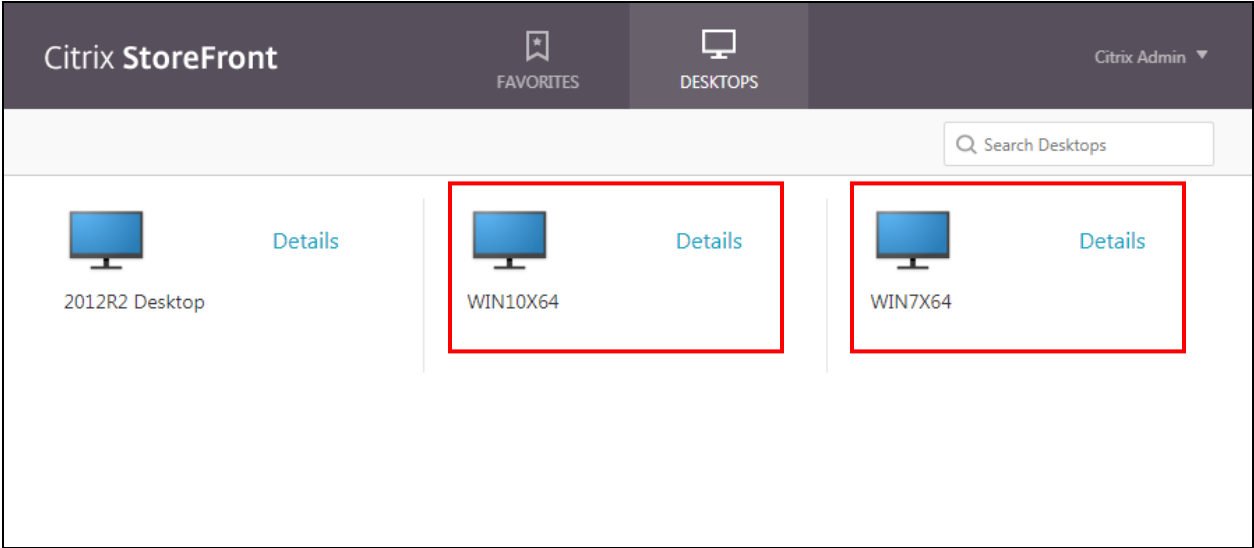 Citrix StoreFront
FAVORITES
DESKTOPS
Citrix Admin
Search Desktops
Details
2012R2 Desktop
Details
WIN10X64
Details
WIN7X64